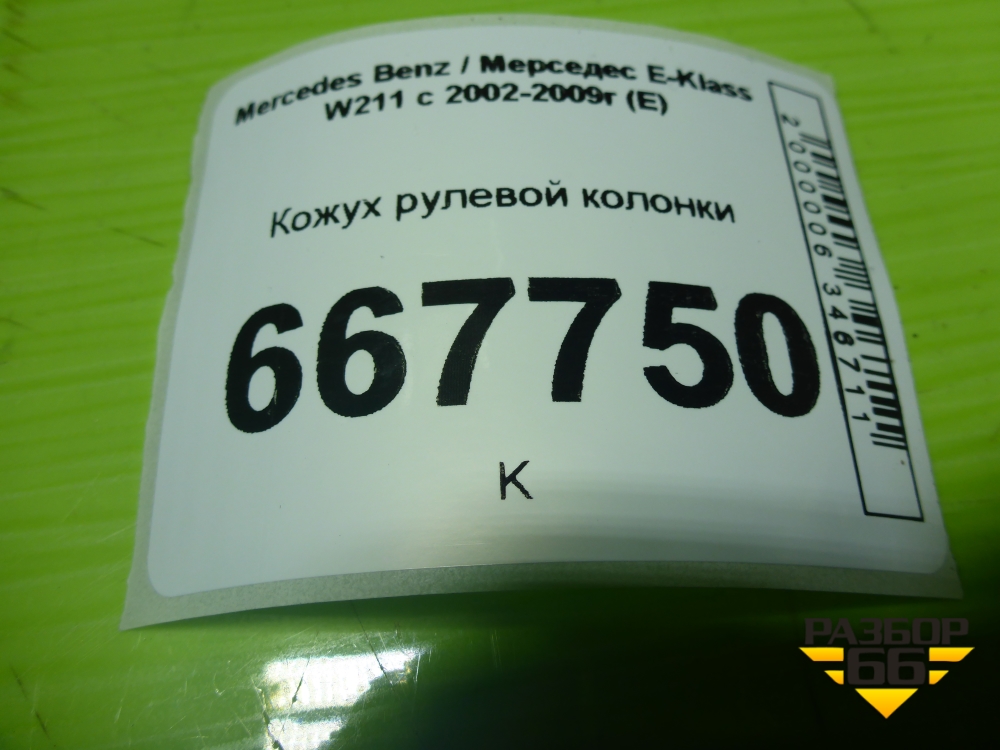 Mercedes Benz / Мерседес E-Klass
W211 с 2002-2009г (E)
Кожух рулевой колонки
667750
К
2000006346711
РАЗБОР
66